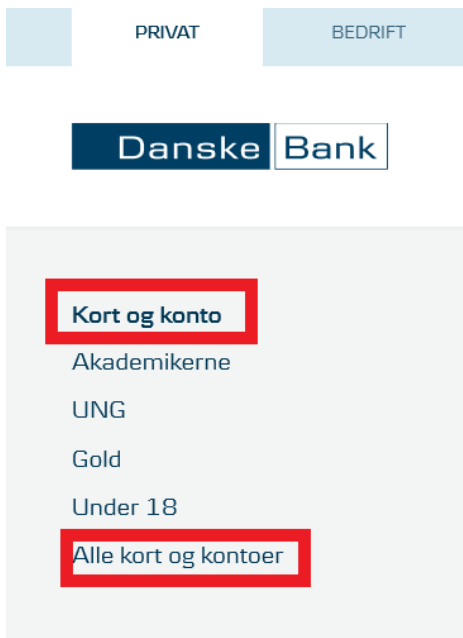 PRIVAT BEDRIFT
Danske Bank
Kort og konto
Akademikerne
UNG
Gold
Under 18
Alle kort og kontoer